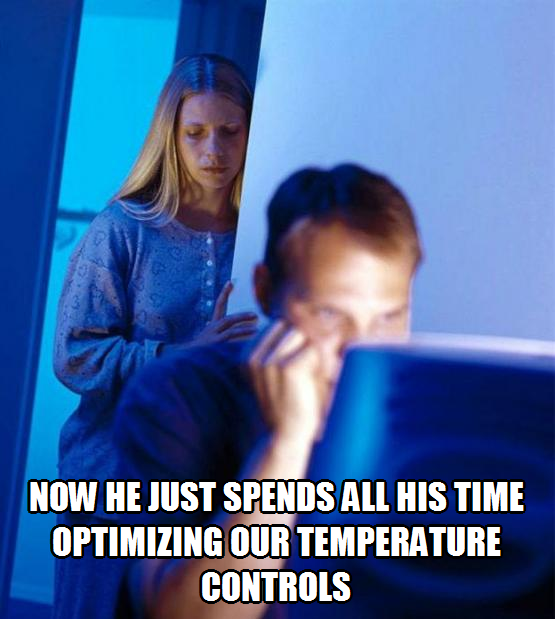 NOW HE JUST SPENDS ALL HIS TIME
OPTIMIZING OUR TEMPERATURE
CONTROLS